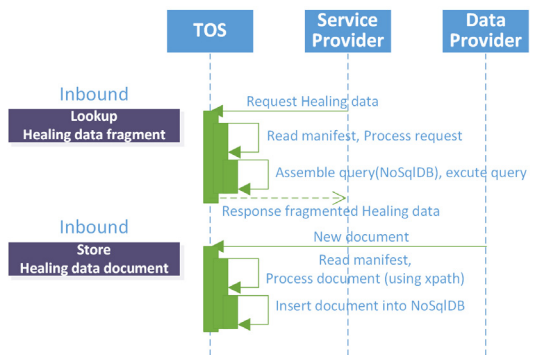 TOS
Service
Provider
Data
Provider
Inbound
Lookup
Healing data fragment
Request Healing data
Read manifest, Process request
Assemble query(NoSqlDB), excute query
Response fragmented Healing data
Inbound
Store
Healing data document
New document
Read manifest,
Process document (using xpath)
Insert document into NoSqlDB